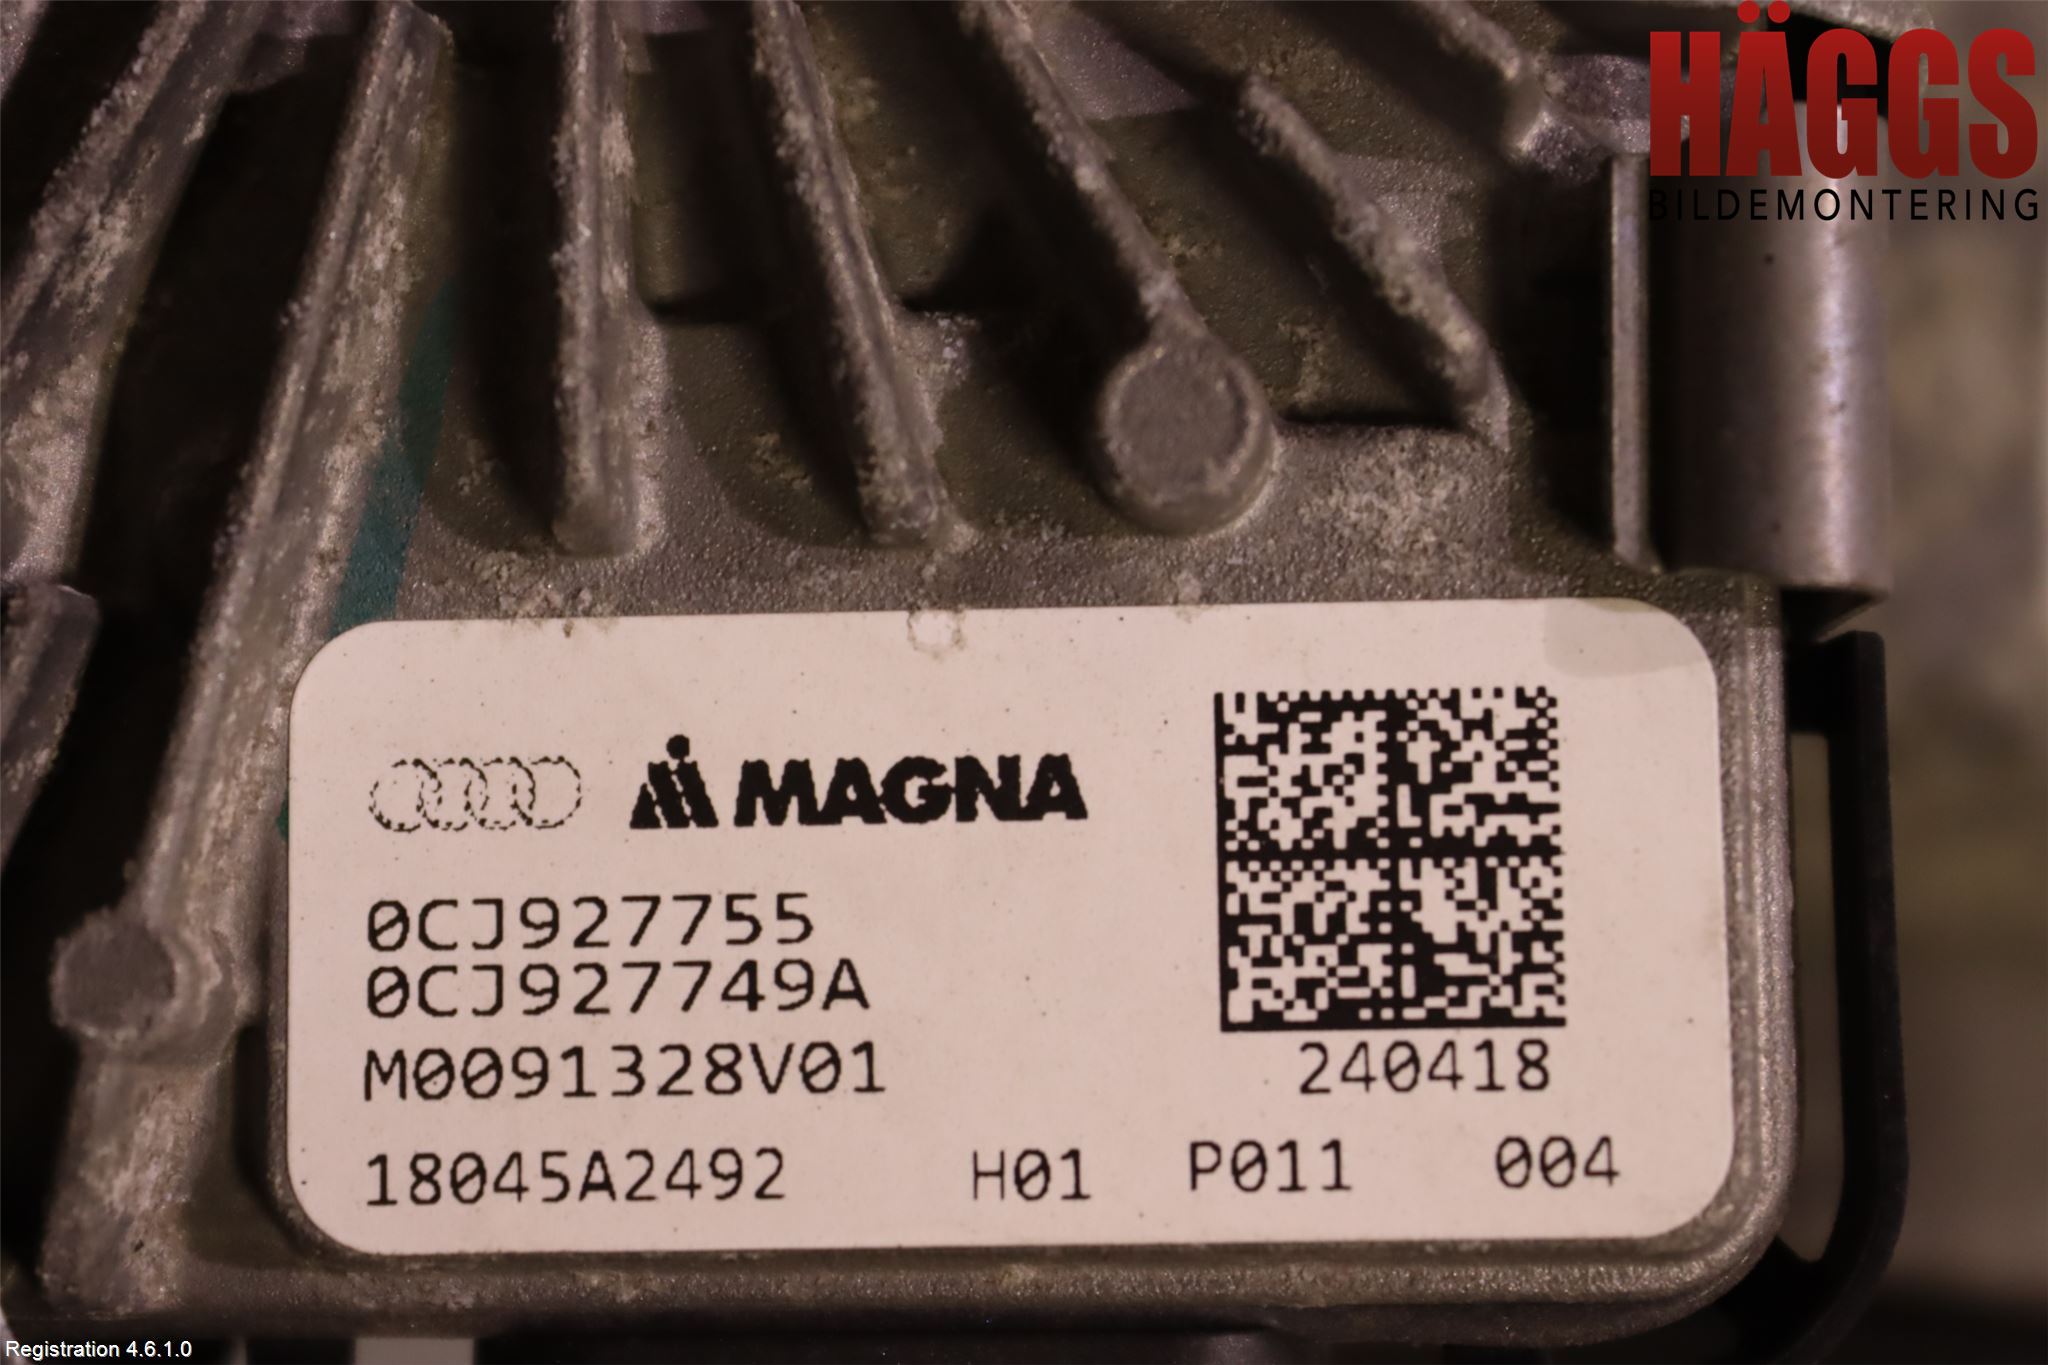 HÄGGS
BILDEMONTERING
MAGNA
0CJ927755
0CJ927749A
M0091328V01
240418
18045A2492 H01 P011 004
Registration 4.6.1.0